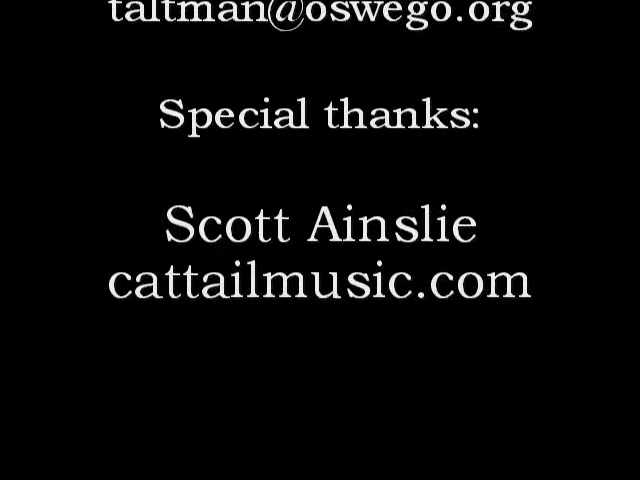 taltman@oswego.org
Special thanks:
Scott Ainslie
cattailmusic.com